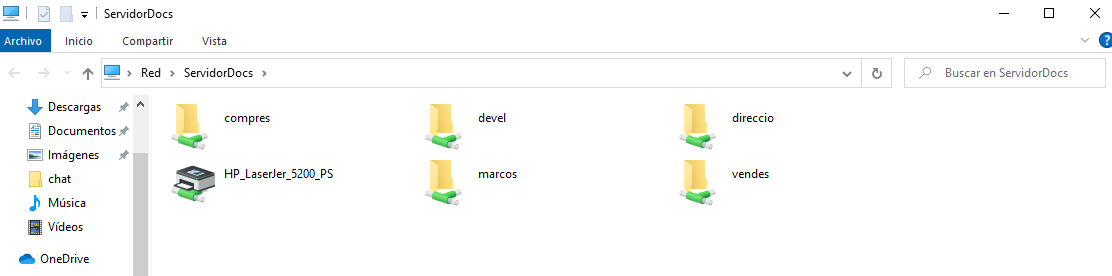 ServidorDocs
Archivo Inicio Compartir Vista
Red ServidorDocs Buscar en ServidorDocs
Descargas
Documentos
Imágenes
chat
Música
Vídeos
OneDrive
compres devel direccio
HP_LaserJer_5200_PS marcos vendes